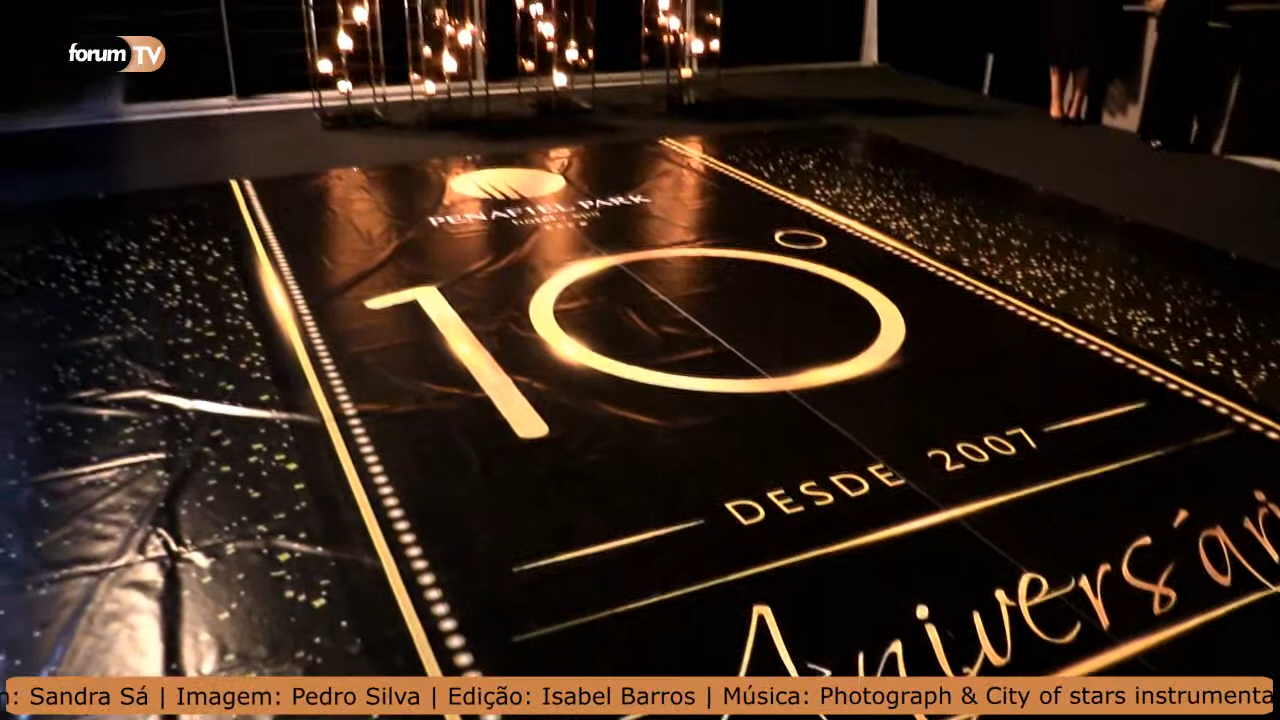 forum TV
PENAFIEL PARK
10º
DESDE 2007
Aniversári
n: Sandra Sá | Imagem: Pedro Silva | Edição: Isabel Barros | Música: Photograph & City of stars instrumenta